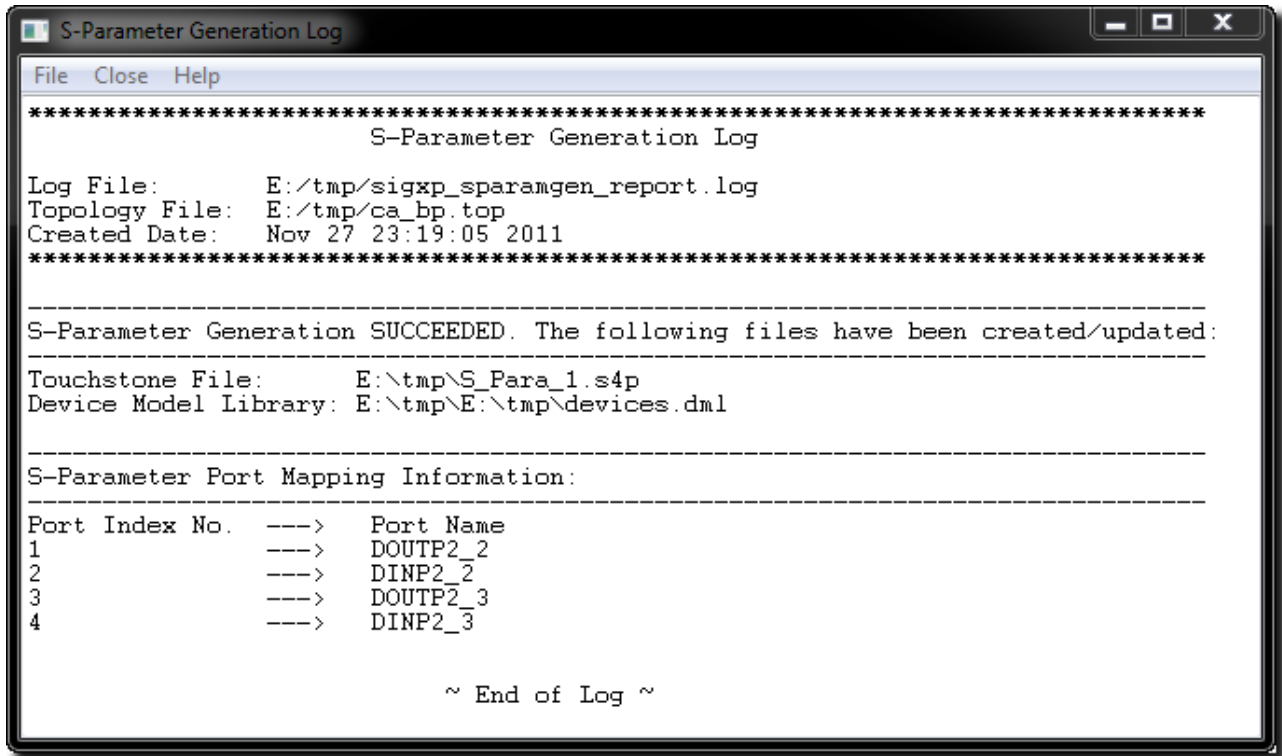 S-Parameter Generation Log
File Close Help
********************************************************************************
S-Parameter Generation Log
Log File: E:/tmp/sigxp_sparamgen_report.log
Topology File: E:/tmp/ca_bp.top
Created Date: Nov 27 23:19:05 2011
********************************************************************************
--------------------------------------------------------------------------------
S-Parameter Generation SUCCEEDED. The following files have been created/updated:
--------------------------------------------------------------------------------
Touchstone File: E:\tmp\S_Para_1.s4p
Device Model Library: E:\tmp\E:\tmp\devices.dml
--------------------------------------------------------------------------------
S-Parameter Port Mapping Information:
--------------------------------------------------------------------------------
Port Index No. ---> Port Name
1 ---> DOUTP2_2
2 ---> DINP2_2
3 ---> DOUTP2_3
4 ---> DINP2_3
~ End of Log ~